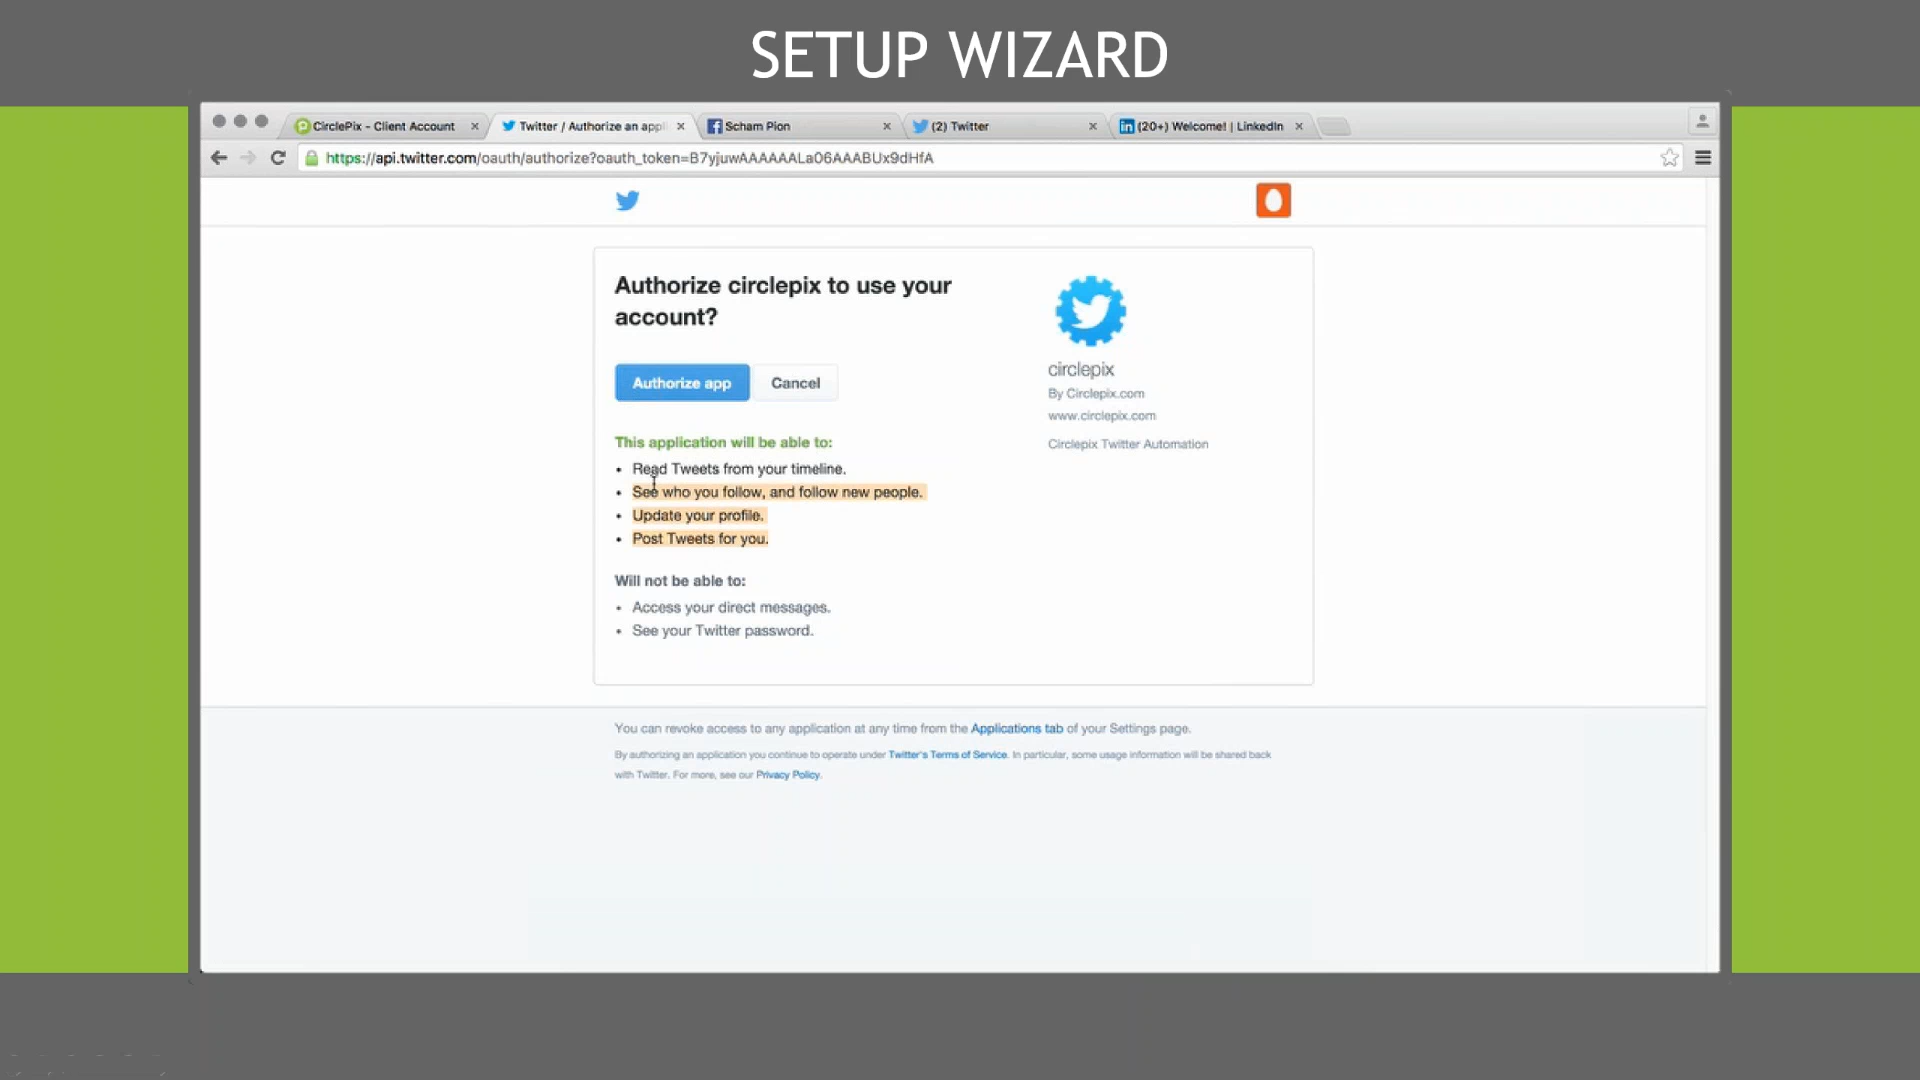 SETUP WIZARD
CirclePix - Client Account
Twitter / Authorize an appl
Scham Pion
(2) Twitter
(20+) Welcome! | LinkedIn
https://api.twitter.com/oauth/authorize?oauth_token=B7yjuwAAAAAALa06AAABUx9dHfA
Authorize circlepix to use your
account?
Authorize app
Cancel
This application will be able to:
• Read Tweets from your timeline.
• See who you follow, and follow new people.
• Update your profile.
• Post Tweets for you.
Will not be able to:
• Access your direct messages.
• See your Twitter password.
circlepix
By Circlepix.com
www.circlepix.com
Circlepix Twitter Automation
You can revoke access to any application at any time from the Applications tab of your Settings page.
By authorizing an application you continue to operate under Twitter's Terms of Service. In particular, some usage information will be shared back
with Twitter. For more, see our Privacy Policy.